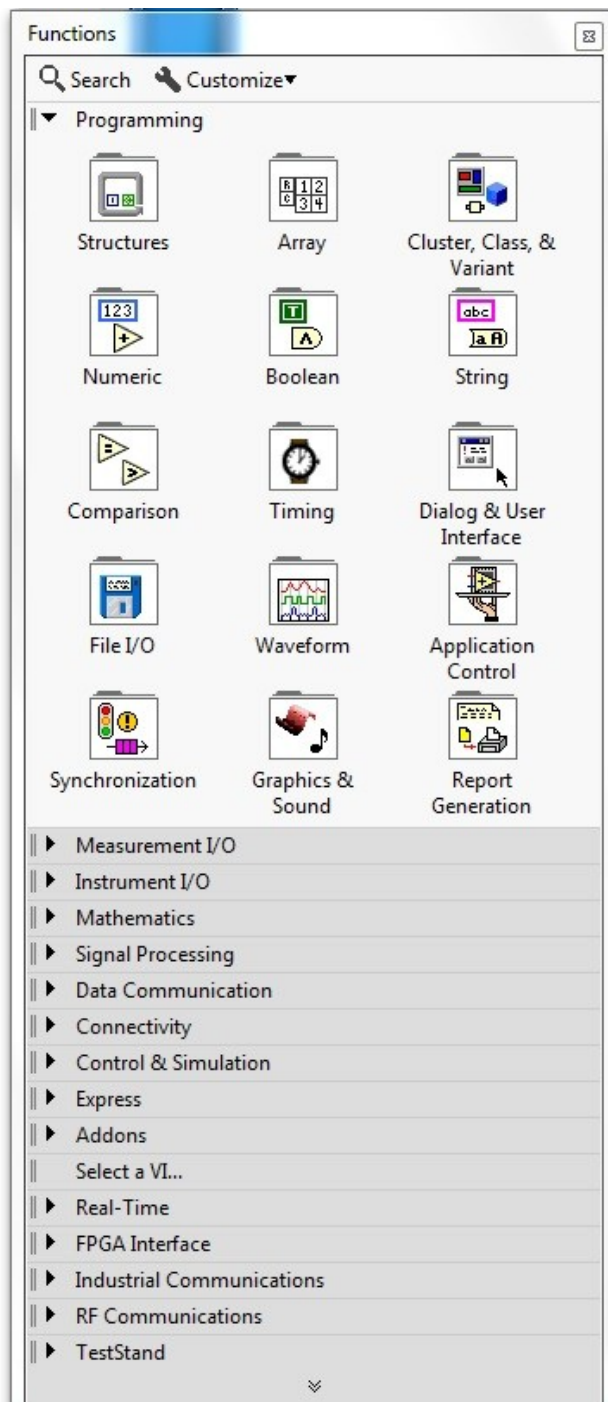 Functions
Search Customize
Programming
Structures Array Cluster, Class, &
Variant
123 T abc
a A
Numeric Boolean String
Comparison Timing Dialog & User
Interface
File I/O Waveform Application
Control
Synchronization Graphics & Report
Sound Generation
Measurement I/O
Instrument I/O
Mathematics
Signal Processing
Data Communication
Connectivity
Control & Simulation
Express
Addons
Select a VI...
Real-Time
FPGA Interface
Industrial Communications
RF Communications
TestStand